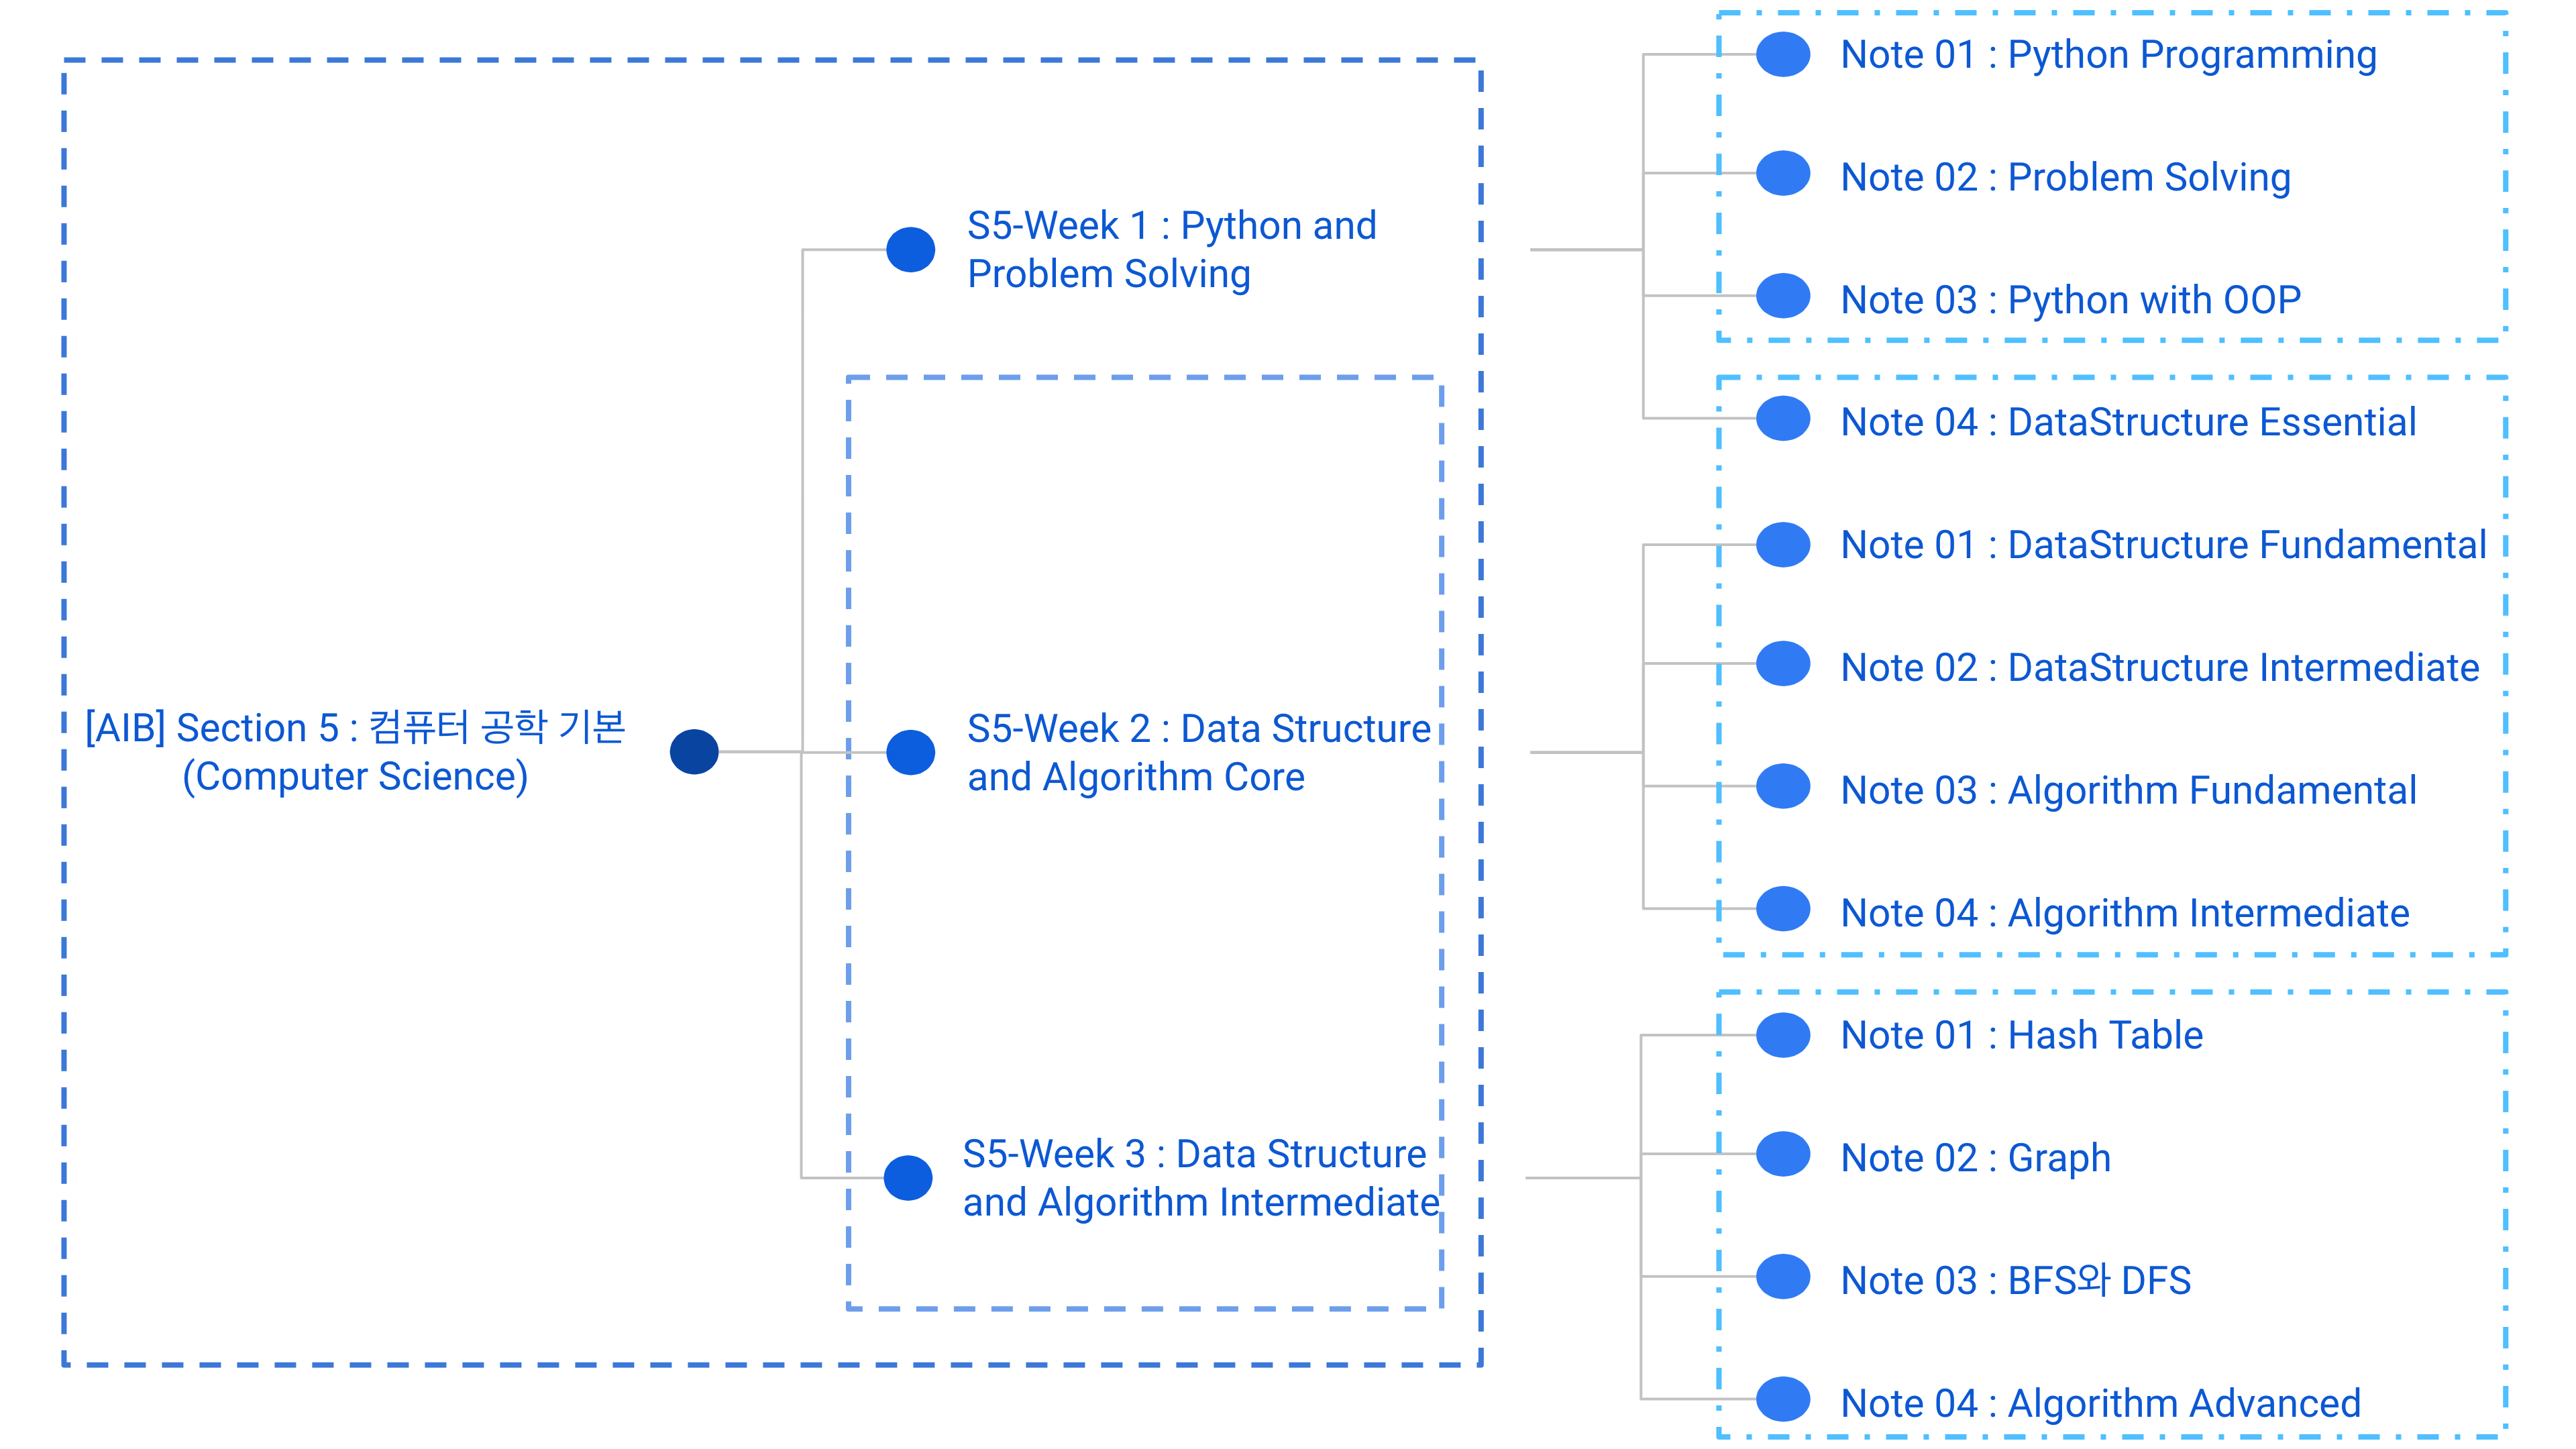 [AIB] Section 5 : 컴퓨터 공학 기본
(Computer Science)
S5-Week 1 : Python and
Problem Solving
S5-Week 2 : Data Structure
and Algorithm Core
S5-Week 3 : Data Structure
and Algorithm Intermediate
Note 01 : Python Programming
Note 02 : Problem Solving
Note 03 : Python with OOP
Note 04 : DataStructure Essential
Note 01 : DataStructure Fundamental
Note 02 : DataStructure Intermediate
Note 03 : Algorithm Fundamental
Note 04 : Algorithm Intermediate
Note 01 : Hash Table
Note 02 : Graph
Note 03 : BFS와 DFS
Note 04 : Algorithm Advanced